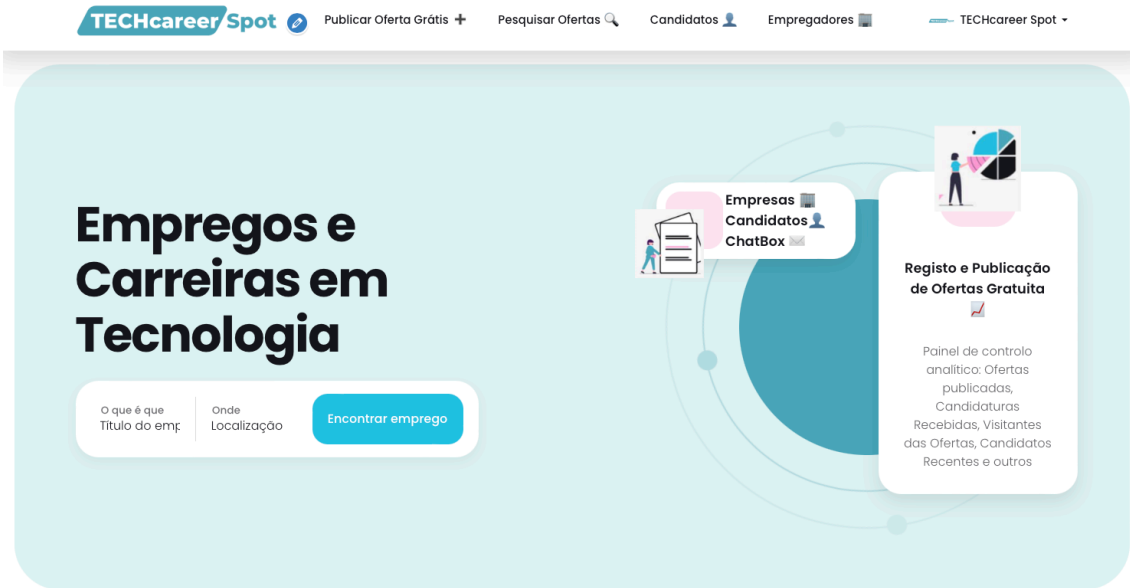 TECHcareer Spot
Publicar Oferta Grátis
Pesquisar Ofertas
Candidatos
Empregadores
TECHcareer Spot
Empregos e
Carreiras em
Tecnologia
O que é que
Título do emp
Onde
Localização
Encontrar emprego
Empresas
Candidatos
ChatBox
Registo e Publicação
de Ofertas Gratuita
Painel de controlo
analítico: Ofertas
publicadas,
Candidaturas
Recebidas, Visitantes
das Ofertas, Candidatos
Recentes e outros